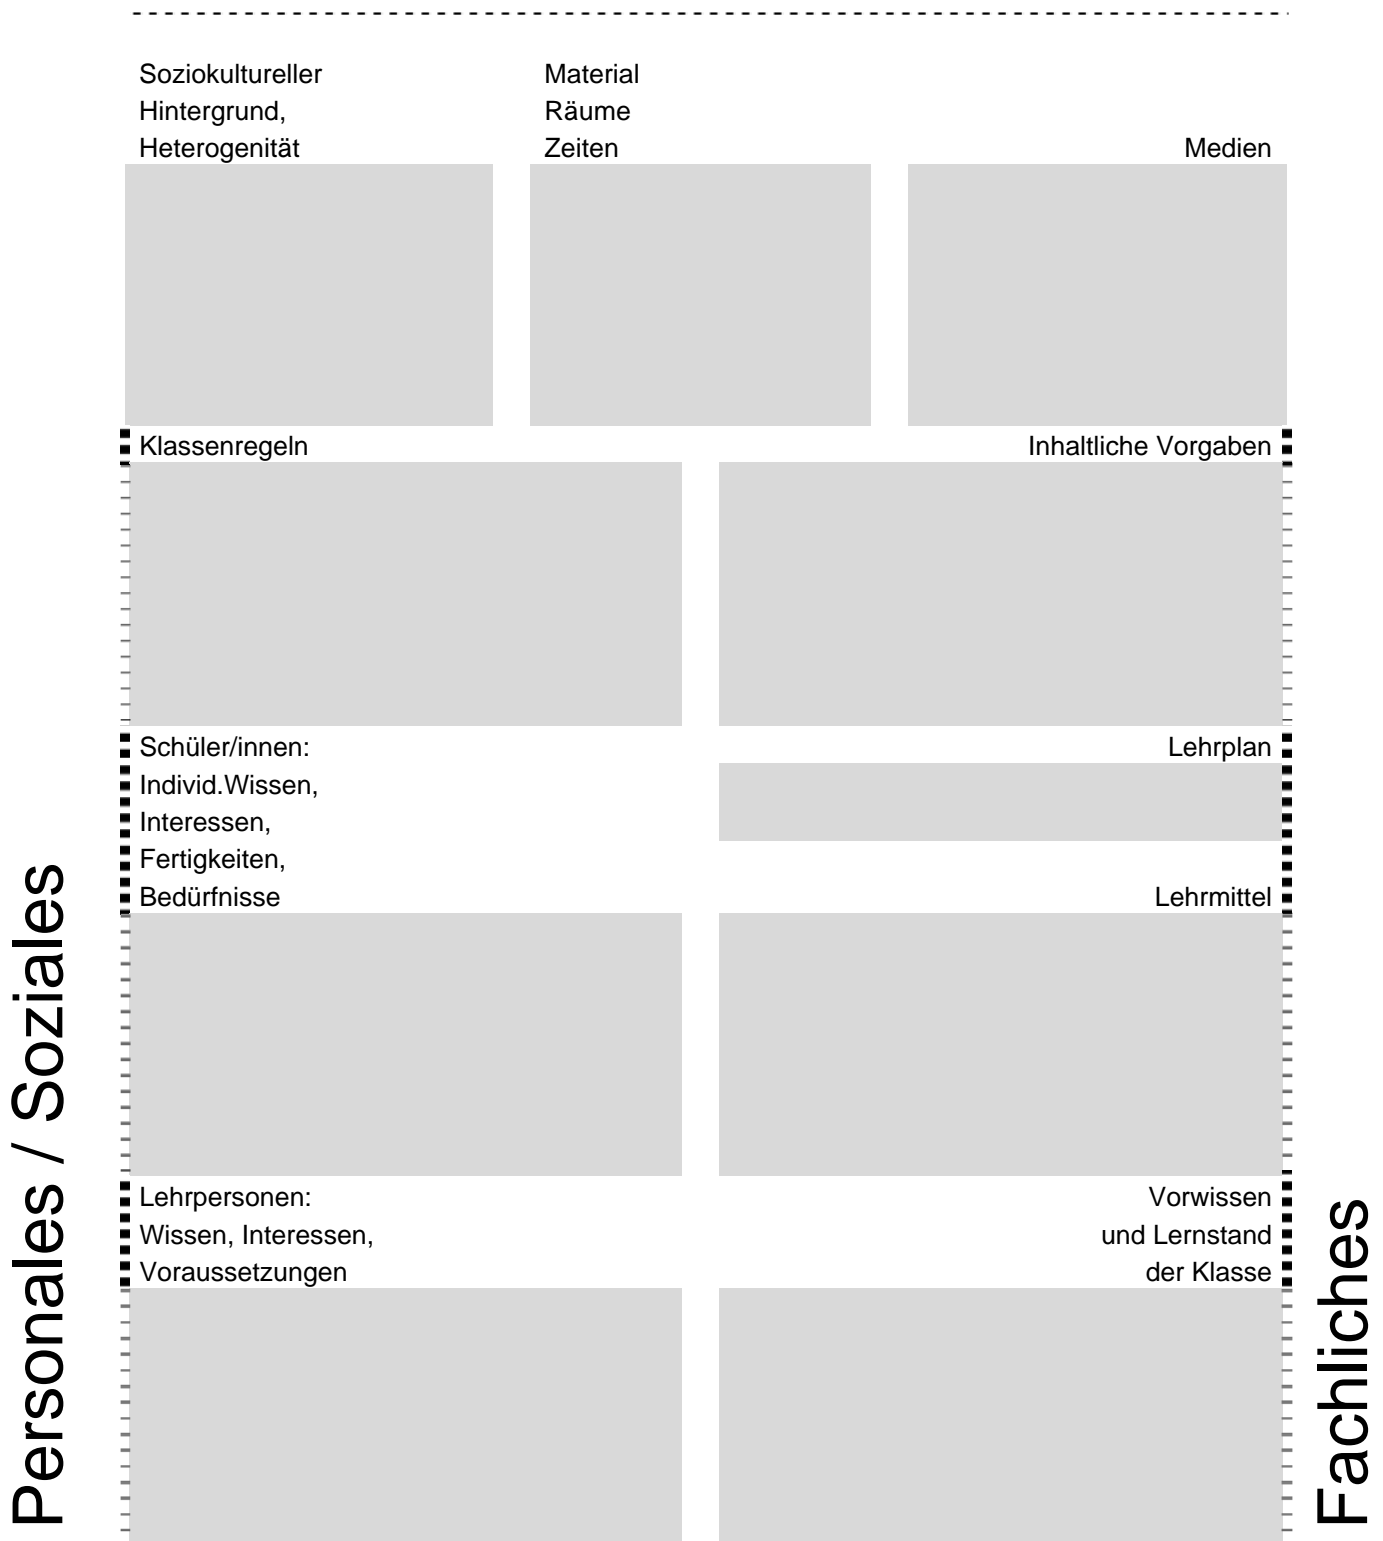 Soziokultureller
Hintergrund,
Heterogenität
Material
Räume
Zeiten
Medien
Klassenregeln
Inhaltliche Vorgaben
Schüler/innen:
Individ.Wissen,
Interessen,
Fertigkeiten,
Bedürfnisse
Lehrplan
Lehrmittel
Lehrpersonen:
Wissen, Interessen,
Voraussetzungen
Vorwissen
und Lernstand
der Klasse
Personales / Soziales
Fachliches